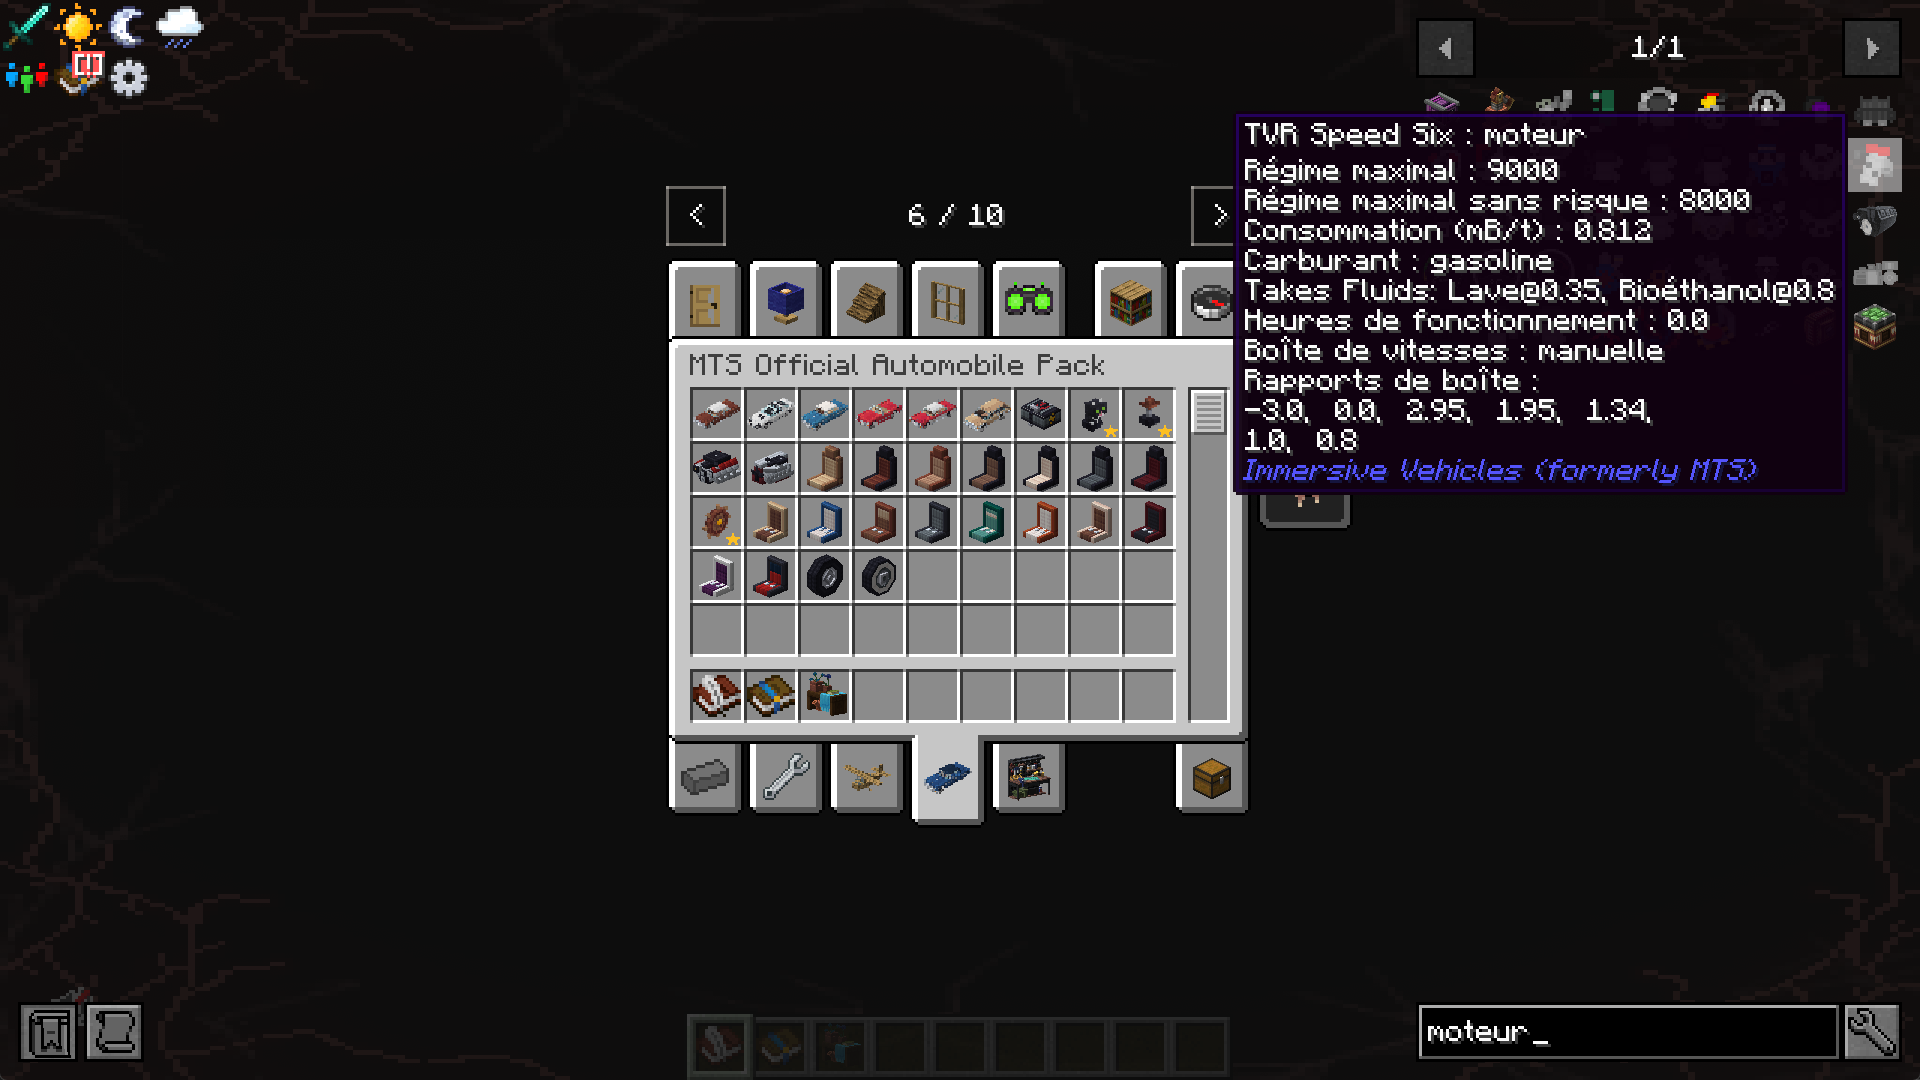 1/1
TVR Speed Six : moteur
Régime maximal : 9000
Régime maximal sans risque : 8000
Consommation (mB/t) : 0.812
Carburant : gasoline
Takes Fluids: Lave@0.35, Bioéthanol@0.8
Heures de fonctionnement : 0.0
Boîte de vitesses : manuelle
Rapports de boîte :
-3.0, 0.0, 2.95, 1.95, 1.34,
1.0, 0.8
Immersive Vehicles (formerly MTS)
< 6 / 10 >
MTS Official Automobile Pack
moteur_